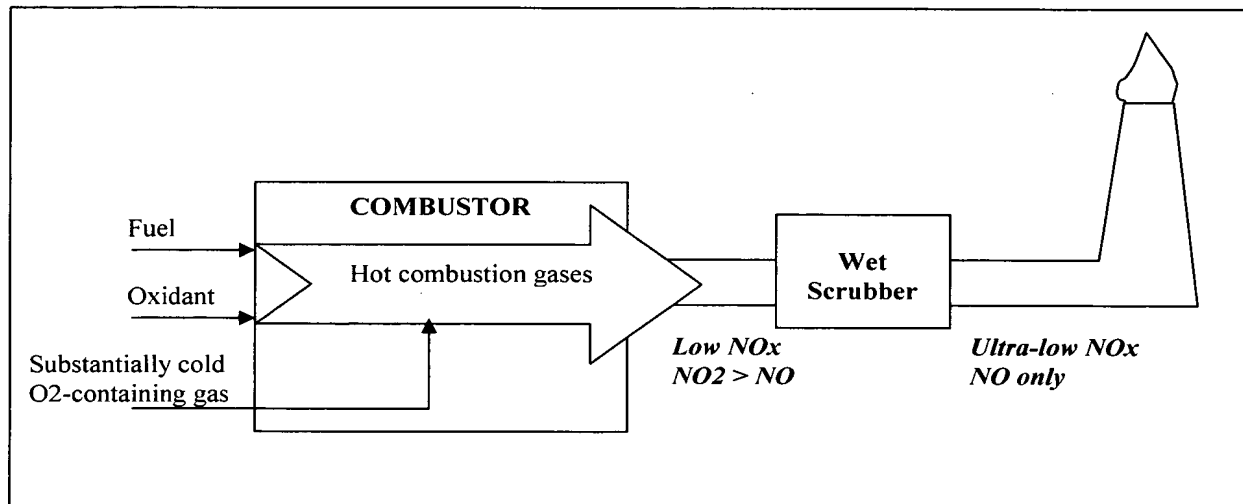 COMBUSTOR
Fuel
Hot combustion gases
Oxidant
Substantially cold
O2-containing gas
Wet
Scrubber
Low NOx
NO2 > NO
Ultra-low NOx
NO only